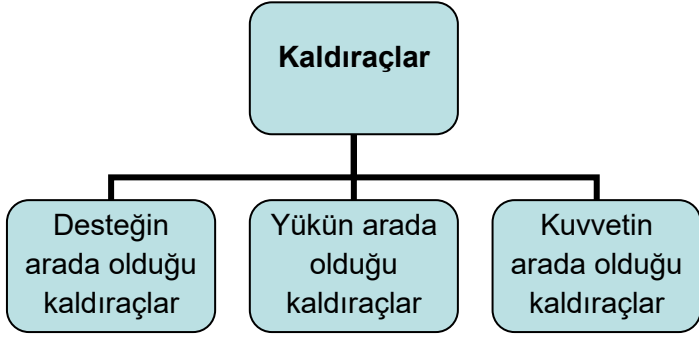 Kaldıraçlar
Desteğin
arada olduğu
kaldıraçlar
Yükün arada
olduğu
kaldıraçlar
Kuvvetin
arada olduğu
kaldıraçlar